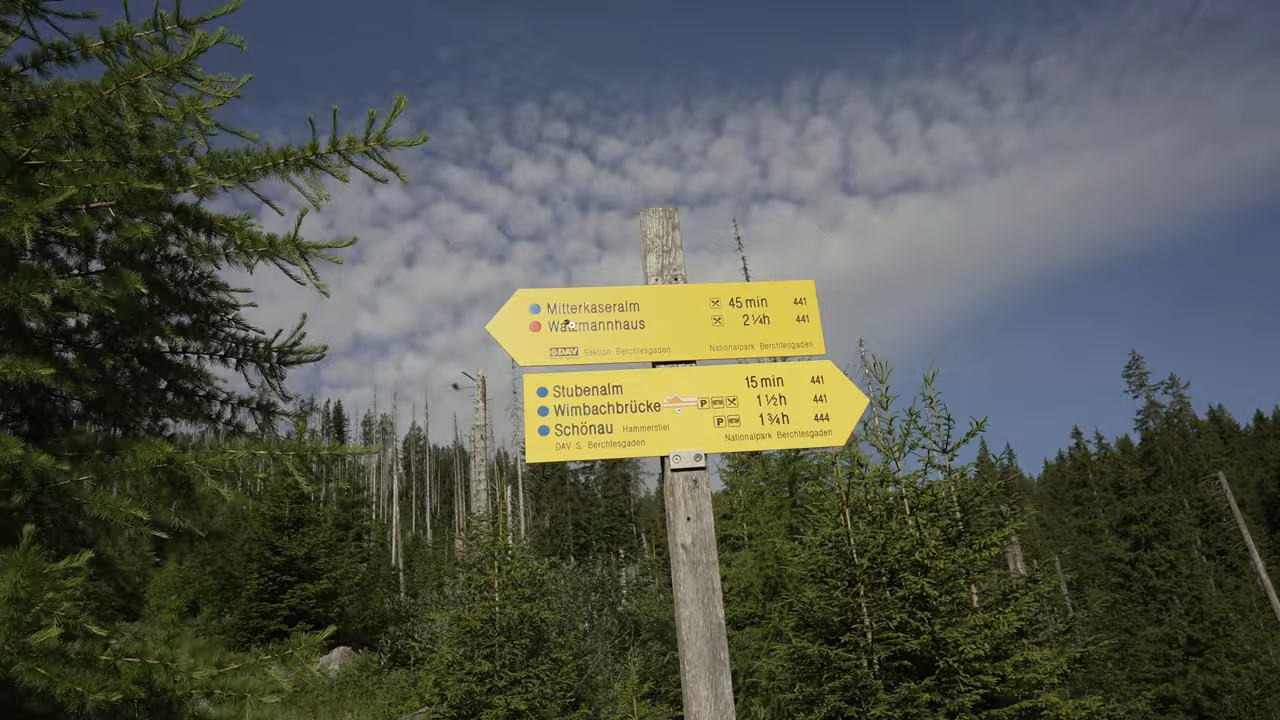 Mitterkaseralm 45 min 441
Watzmannhaus 2¼h 441
DAV Sektion Berchtesgaden Nationalpark Berchtesgaden
Stubenalm 15 min 441
Wimbachbrücke P 1½h 441
Schönau Hammerstiel P 1¾h 444
DAV S. Berchtesgaden Nationalpark Berchtesgaden